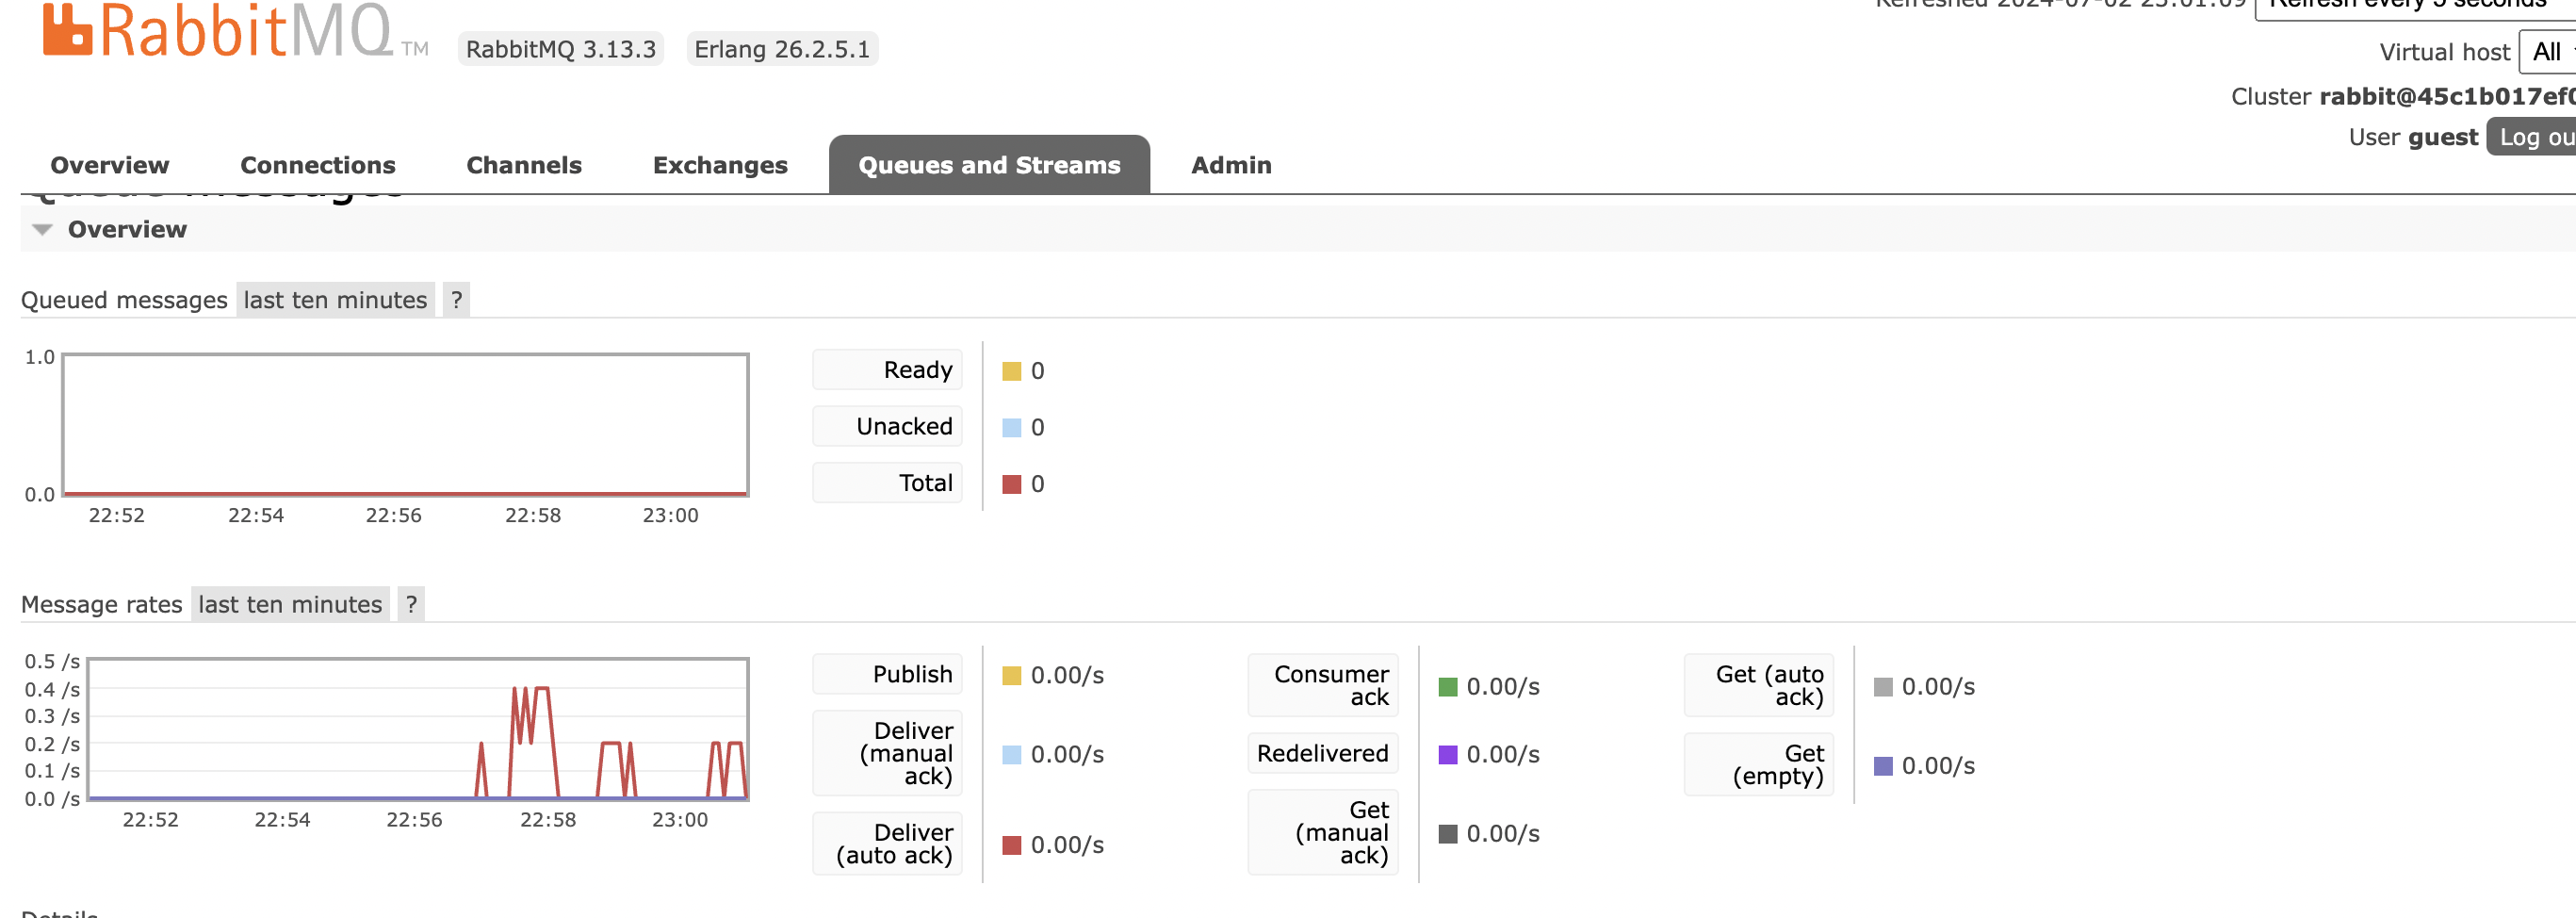 RabbitMQ TM RabbitMQ 3.13.3 Erlang 26.2.5.1
Refreshed 2024-07-02 23:01:09 Refresh every 5 seconds
Virtual host All
Cluster rabbit@45c1b017ef0
User guest Log ou
Overview Connections Channels Exchanges Queues and Streams Admin
Queue messages
Overview
Queued messages last ten minutes ?
1.0
0.0
22:52 22:54 22:56 22:58 23:00
Ready 0
Unacked 0
Total 0
Message rates last ten minutes ?
0.5 /s
0.4 /s
0.3 /s
0.2 /s
0.1 /s
0.0 /s
22:52 22:54 22:56 22:58 23:00
Publish 0.00/s
Deliver
(manual
ack) 0.00/s
Deliver
(auto ack) 0.00/s
Consumer
ack 0.00/s
Redelivered 0.00/s
Get
(manual
ack) 0.00/s
Get (auto
ack) 0.00/s
Get
(empty) 0.00/s
Details